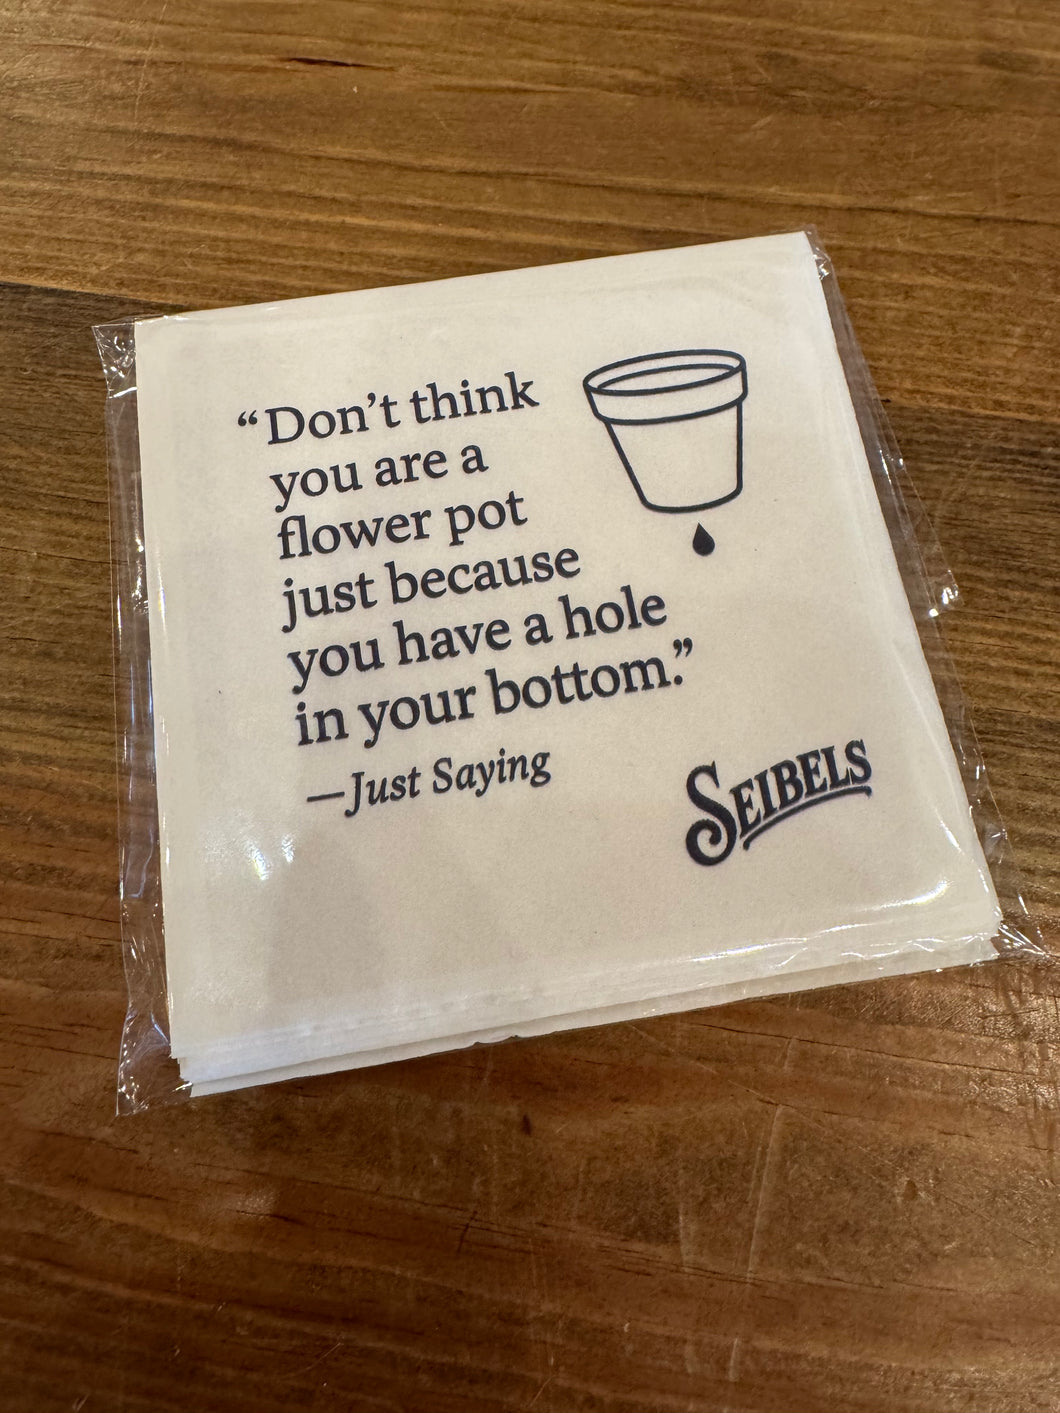 “Don’t think
you are a
flower pot
just because
you have a hole
in your bottom.”
—Just Saying
SEIBELS